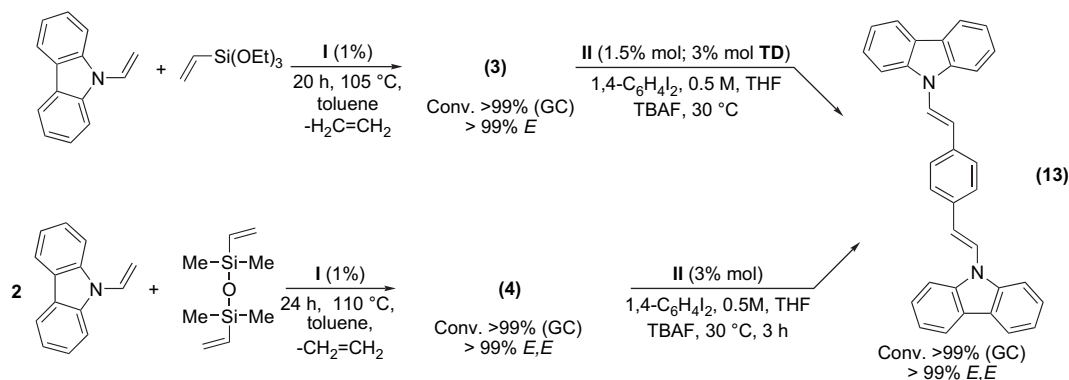 N
+
Si(OEt)3
I (1%)
20 h, 105 °C,
toluene
-H2C=CH2
(3)
Conv. >99% (GC)
> 99% E
II (1.5% mol; 3% mol TD)
1,4-C6H4I2, 0.5 M, THF
TBAF, 30 °C
N
(13)
N
Conv. >99% (GC)
> 99% E,E
2
N
+
Me Si Me
O
Me Si Me
I (1%)
24 h, 110 °C,
toluene,
-CH2=CH2
(4)
Conv. >99% (GC)
> 99% E,E
II (3% mol)
1,4-C6H4I2, 0.5M, THF
TBAF, 30 °C, 3 h